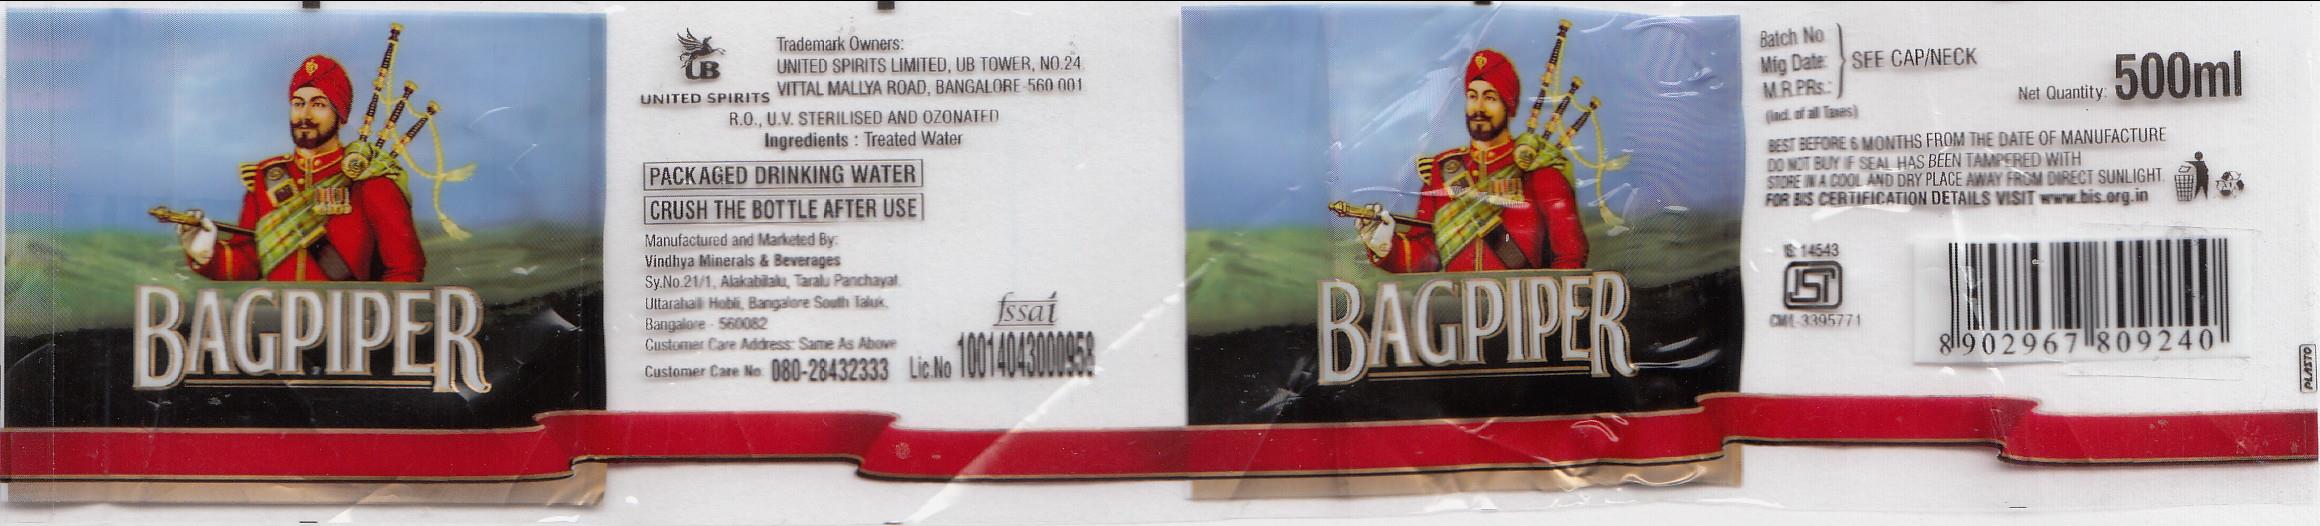 BAGPIPER
UB
UNITED SPIRITS
Trademark Owners:
UNITED SPIRITS LIMITED, UB TOWER, NO.24
VITTAL MALLYA ROAD, BANGALORE-560 001
R.O., U.V. STERILISED AND OZONATED
Ingredients : Treated Water
PACKAGED DRINKING WATER
CRUSH THE BOTTLE AFTER USE
Manufactured and Marketed By:
Vindhya Minerals & Beverages
Sy.No.21/1, Alakabilalu, Taralu Panchayat.
Uttarahalli Hobli, Bangalore South Taluk.
Bangalore - 560082
Customer Care Address: Same As Above
Customer Care No: 080-28432333
fssai
Lic.No 10014043000958
BAGPIPER
Batch No
Mfg Date:
M.R.P.Rs.:
(incl. of all Taxes)
SEE CAP/NECK
Net Quantity: 500ml
BEST BEFORE 6 MONTHS FROM THE DATE OF MANUFACTURE
DO NOT BUY IF SEAL HAS BEEN TAMPERED WITH
STORE IN A COOL AND DRY PLACE AWAY FROM DIRECT SUNLIGHT.
FOR BIS CERTIFICATION DETAILS VISIT www.bis.org.in
IS: 14543
CM/L-3395771
8 902967 809240
PLASTO